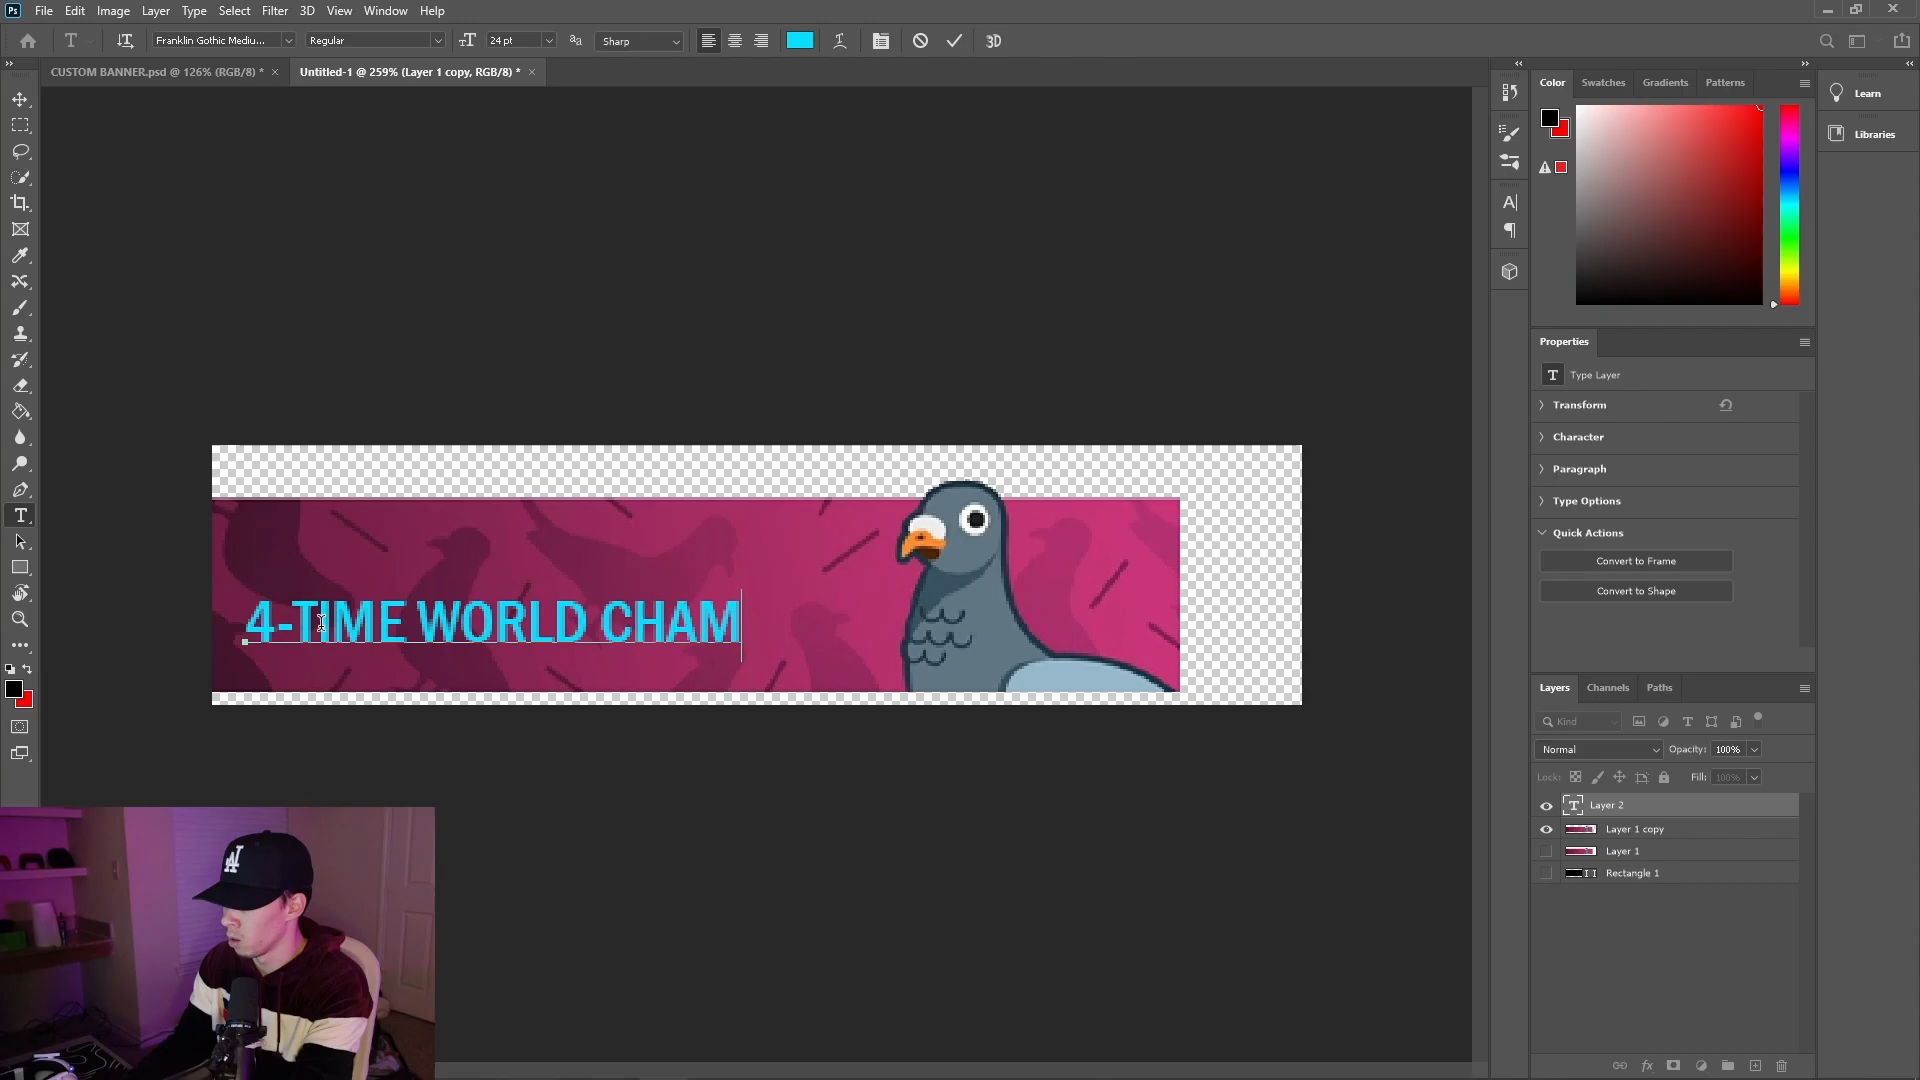 Ps File Edit Image Layer Type Select Filter 3D View Window Help
T Franklin Gothic Mediu... Regular 24 pt Sharp 3D
CUSTOM BANNER.psd @ 126% (RGB/8) * × Untitled-1 @ 259% (Layer 1 copy, RGB/8) * ×
Color Swatches Gradients Patterns
Learn
Libraries
Properties
T Type Layer
Transform
Character
Paragraph
Type Options
Quick Actions
Convert to Frame
Convert to Shape
4-TIME WORLD CHAM
Layers Channels Paths
Kind
Normal Opacity: 100%
Lock: Fill: 100%
T Layer 2
Layer 1 copy
Layer 1
Rectangle 1
fx